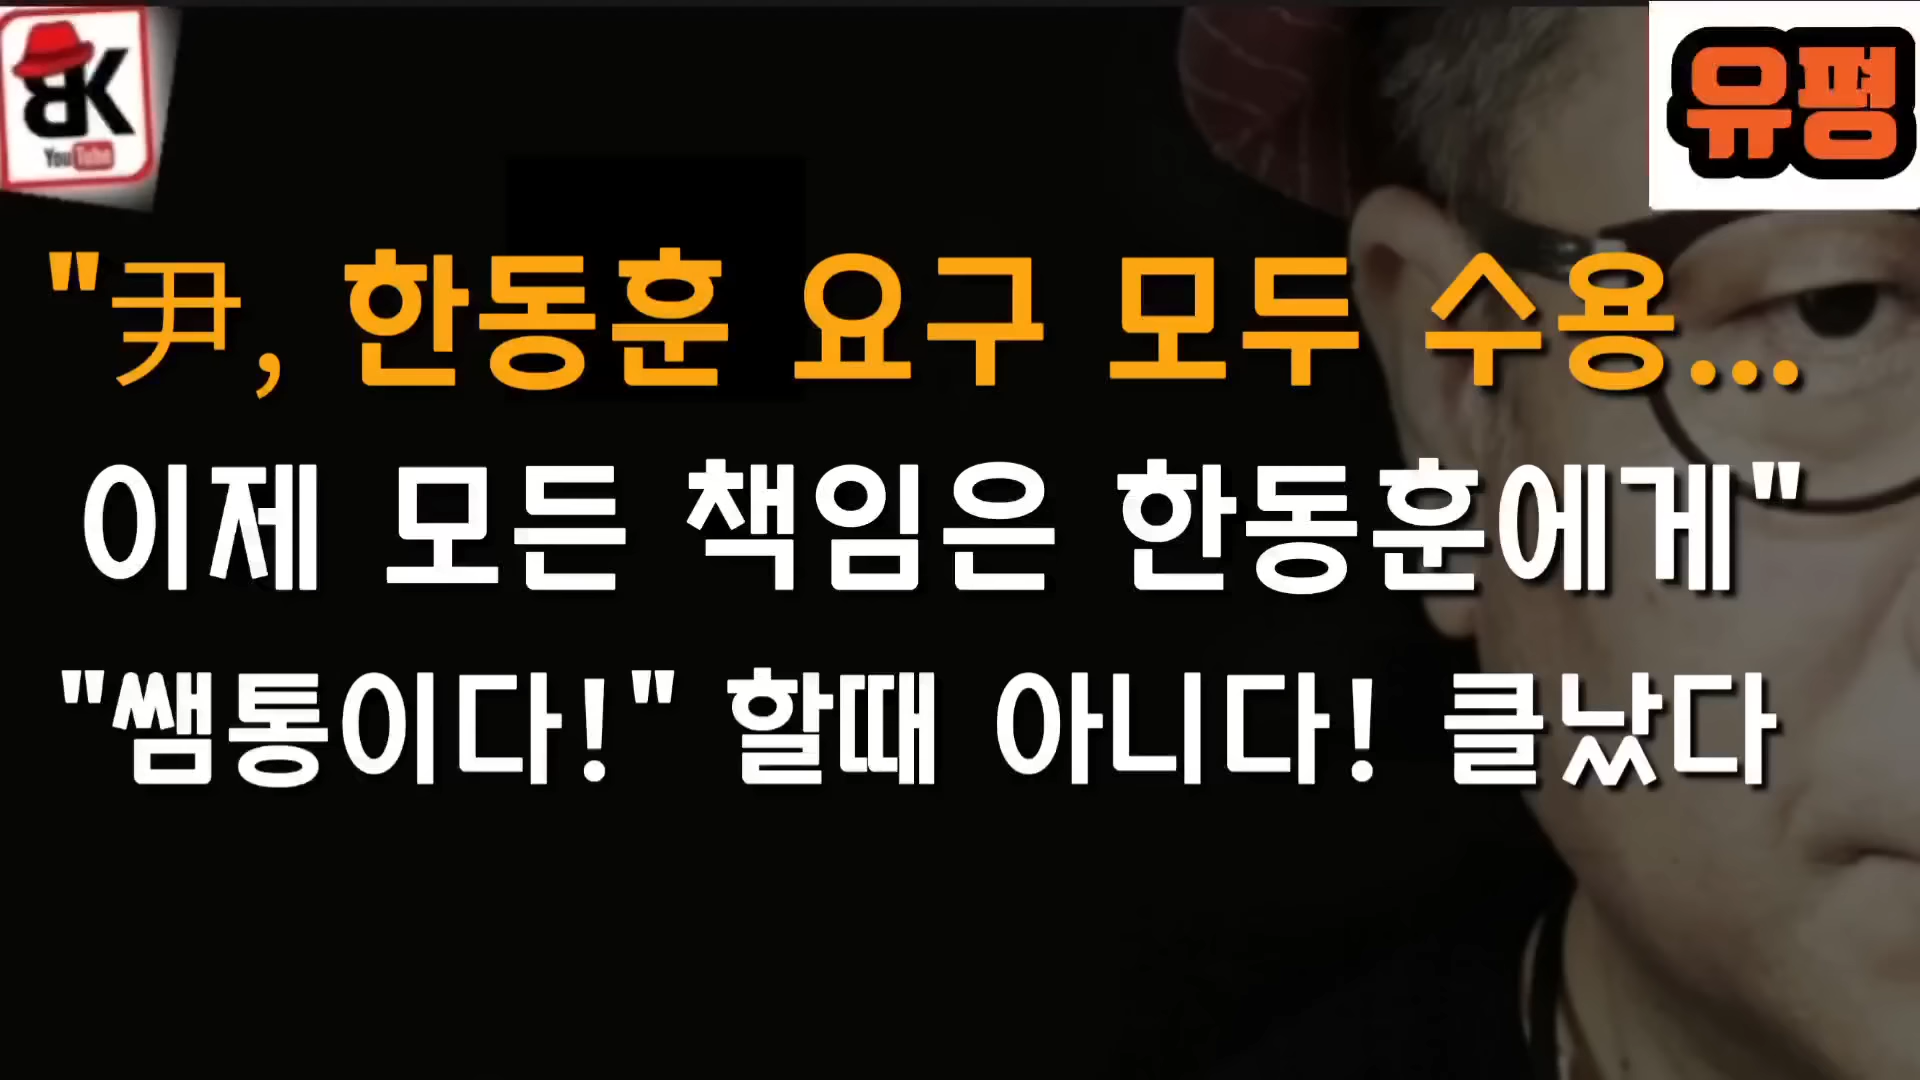 BK
YouTube
유평
"尹, 한동훈 요구 모두 수용...
이제 모든 책임은 한동훈에게"
"쌤통이다!" 할때 아니다! 클났다